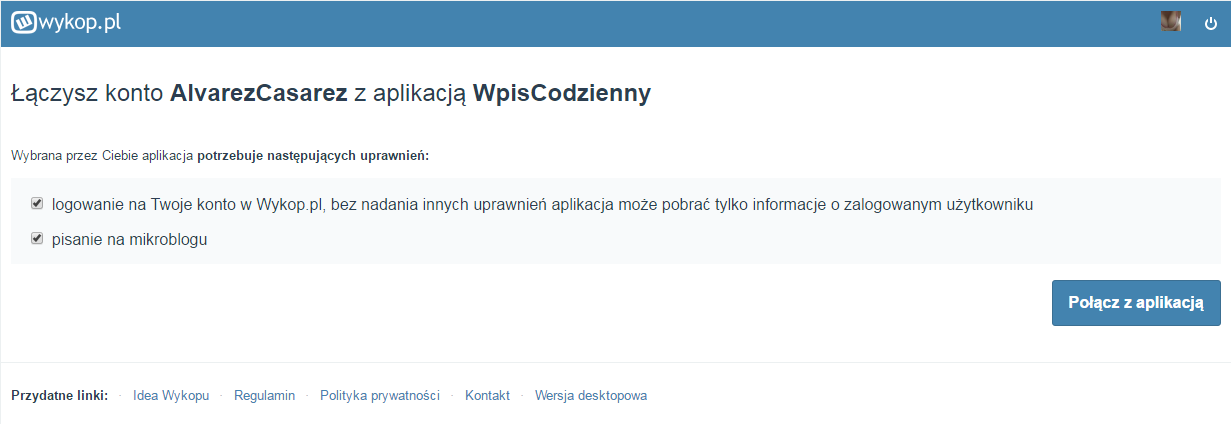 wykop.pl
Łączysz konto AlvarezCasarez z aplikacją WpisCodzienny
Wybrana przez Ciebie aplikacja potrzebuje następujących uprawnień:
logowanie na Twoje konto w Wykop.pl, bez nadania innych uprawnień aplikacja może pobrać tylko informacje o zalogowanym użytkowniku
pisanie na mikroblogu
Połącz z aplikacją
Przydatne linki: · Idea Wykopu · Regulamin · Polityka prywatności · Kontakt · Wersja desktopowa